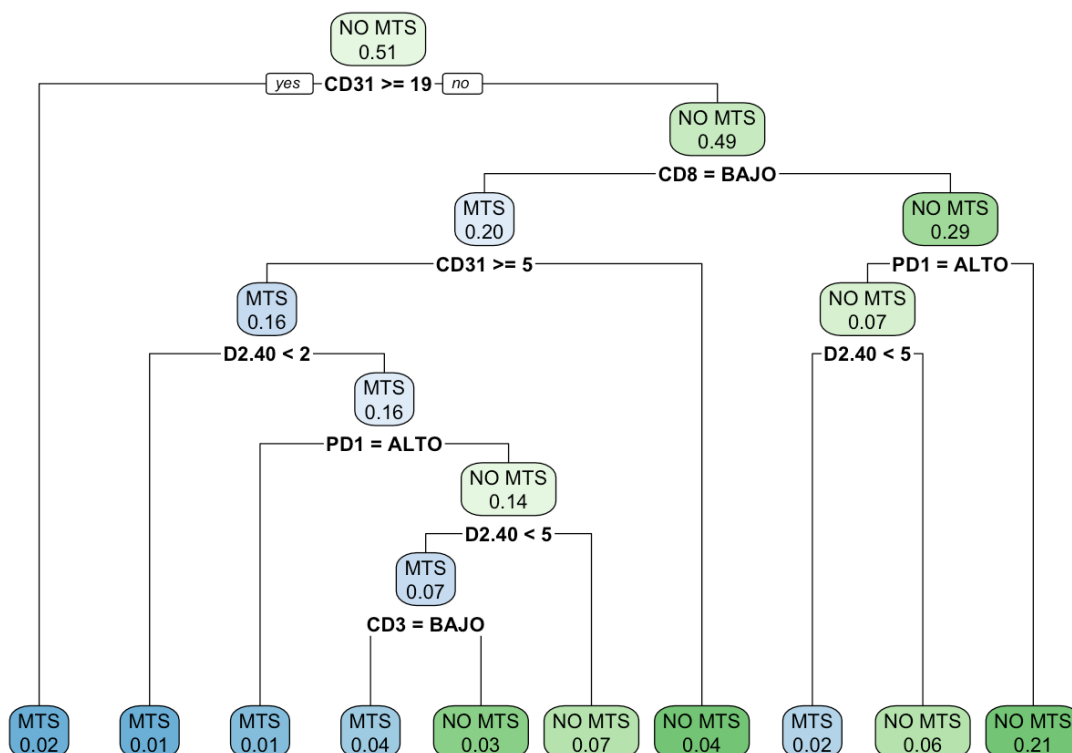 NO MTS
0.51
yes CD31 >= 19 no
NO MTS
0.49
CD8 = BAJO
MTS
0.20
NO MTS
0.29
CD31 >= 5
PD1 = ALTO
MTS
0.16
NO MTS
0.07
D2.40 < 2
D2.40 < 5
MTS
0.16
PD1 = ALTO
NO MTS
0.14
D2.40 < 5
MTS
0.07
CD3 = BAJO
MTS
0.02
MTS
0.01
MTS
0.01
MTS
0.04
NO MTS
0.03
NO MTS
0.07
NO MTS
0.04
MTS
0.02
NO MTS
0.06
NO MTS
0.21